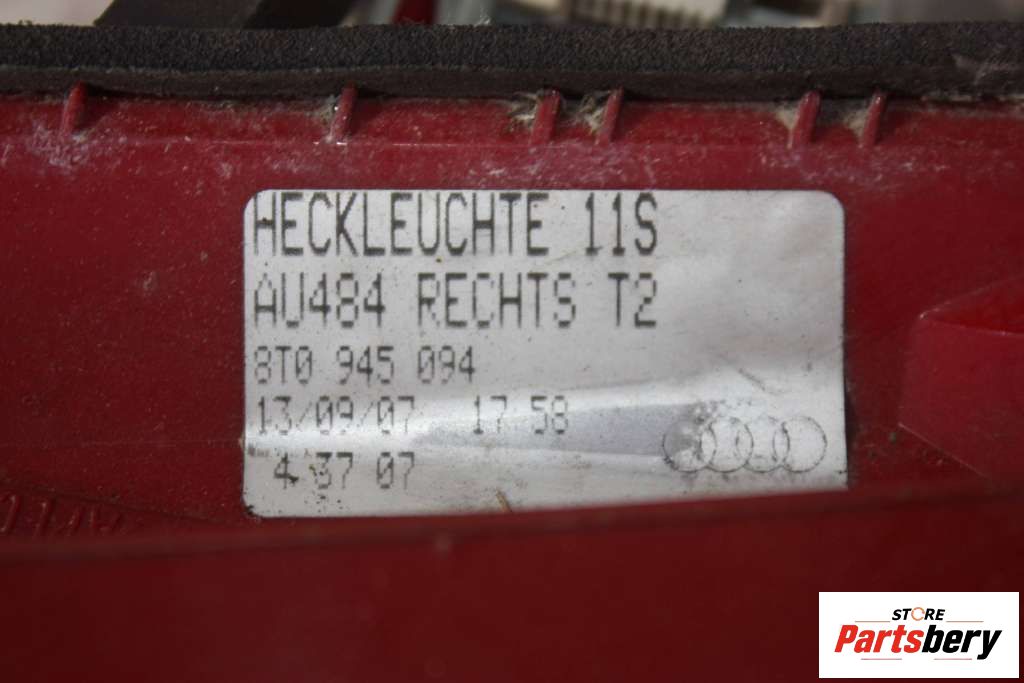 HECKLEUCHTE 11S
AU484 RECHTS T2
8T0 945 094
13/09/07 17 58
4 37 07
STORE
Partsbery